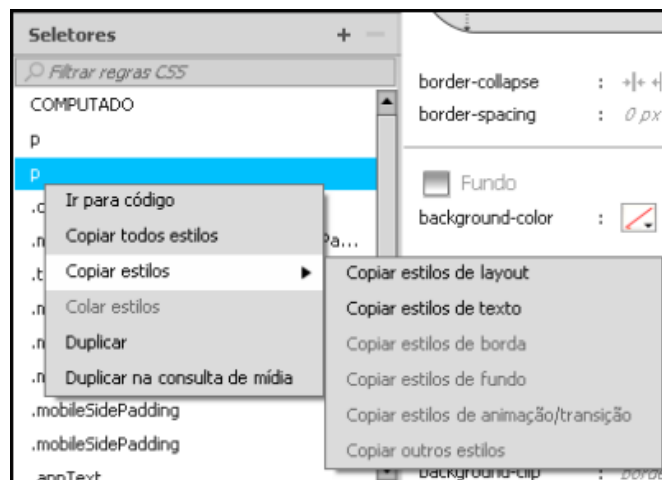 Seletores + —
Filtrar regras CSS
COMPUTADO
p
p
Ir para código
Copiar todos estilos
Copiar estilos
Colar estilos
Duplicar
Duplicar na consulta de mídia
.mobileSidePadding
.mobileSidePadding
.appText
border-collapse :
border-spacing : 0 px
Fundo
background-color :
Copiar estilos de layout
Copiar estilos de texto
Copiar estilos de borda
Copiar estilos de fundo
Copiar estilos de animação/transição
Copiar outros estilos
background-clip :